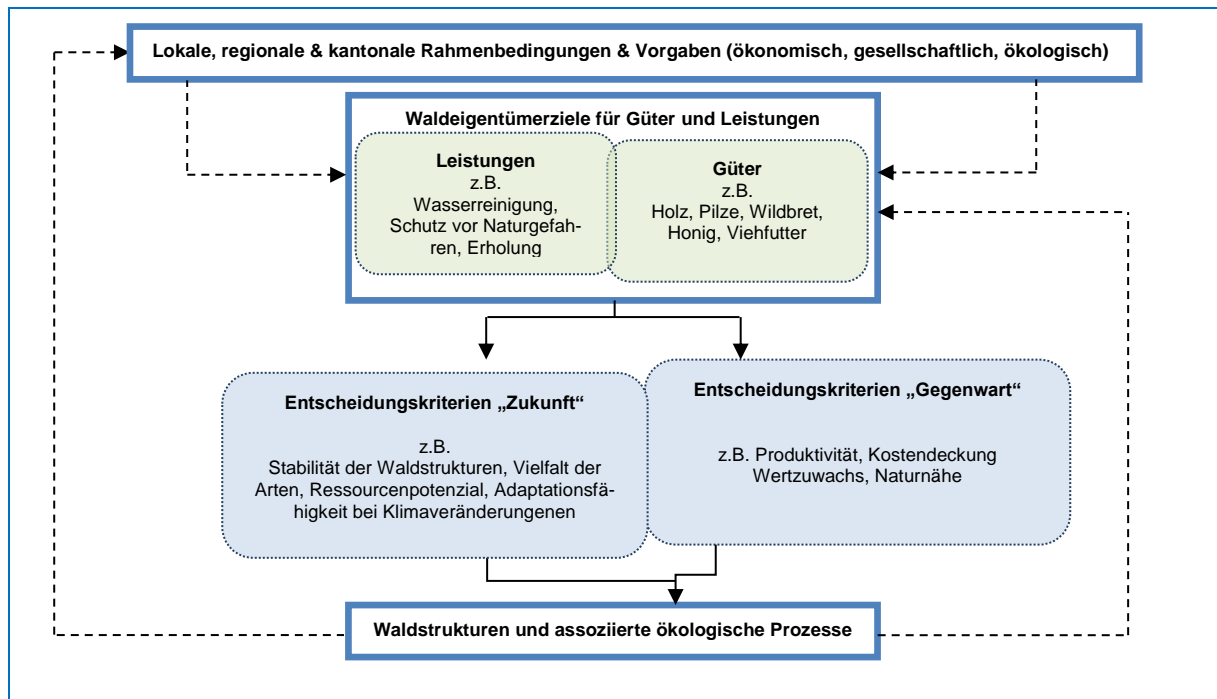 Lokale, regionale & kantonale Rahmenbedingungen & Vorgaben (ökonomisch, gesellschaftlich, ökologisch)
Waldeigentümerziele für Güter und Leistungen
Leistungen
z.B.
Wasserreinigung,
Schutz vor Naturgefah-
ren, Erholung
Güter
z.B.
Holz, Pilze, Wildbret,
Honig, Viehfutter
Entscheidungskriterien „Zukunft“
z.B.
Stabilität der Waldstrukturen, Vielfalt der
Arten, Ressourcenpotenzial, Adaptationsfä-
higkeit bei Klimaveränderungenen
Entscheidungskriterien „Gegenwart“
z.B. Produktivität, Kostendeckung
Wertzuwachs, Naturnähe
Waldstrukturen und assoziierte ökologische Prozesse